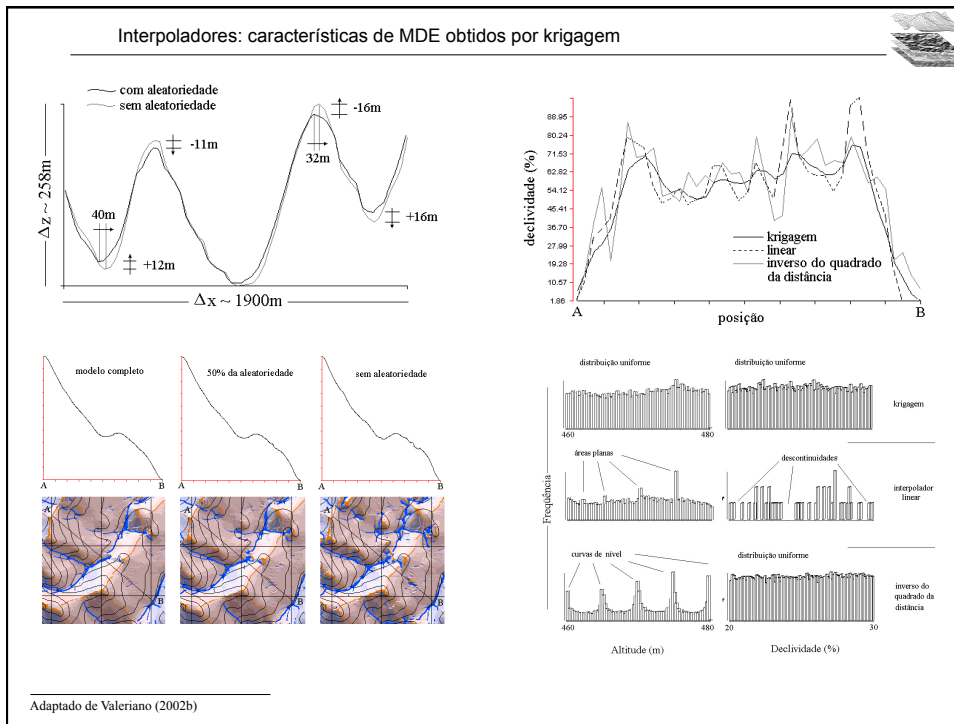 Interpoladores: características de MDE obtidos por krigagem
com aleatoriedade
sem aleatoriedade
-11m
-16m
32m
40m
+16m
+12m
Δz ~ 258m
Δx ~ 1900m
declividade (%)
88.95
80.24
71.53
62.82
54.12
45.41
36.70
27.99
19.28
10.57
1.86
krigagem
linear
inverso do quadrado
da distância
A
posição
B
modelo completo
50% da aleatoriedade
sem aleatoriedade
A
B
A
B
A
B
A
B
B
B
distribuição uniforme
distribuição uniforme
krigagem
460
480
áreas planas
descontinuidades
interpolador
linear
Freqüência
curvas de nível
distribuição uniforme
inverso do
quadrado da
distância
460
480
20
30
Altitude (m)
Declividade (%)
Adaptado de Valeriano (2002b)